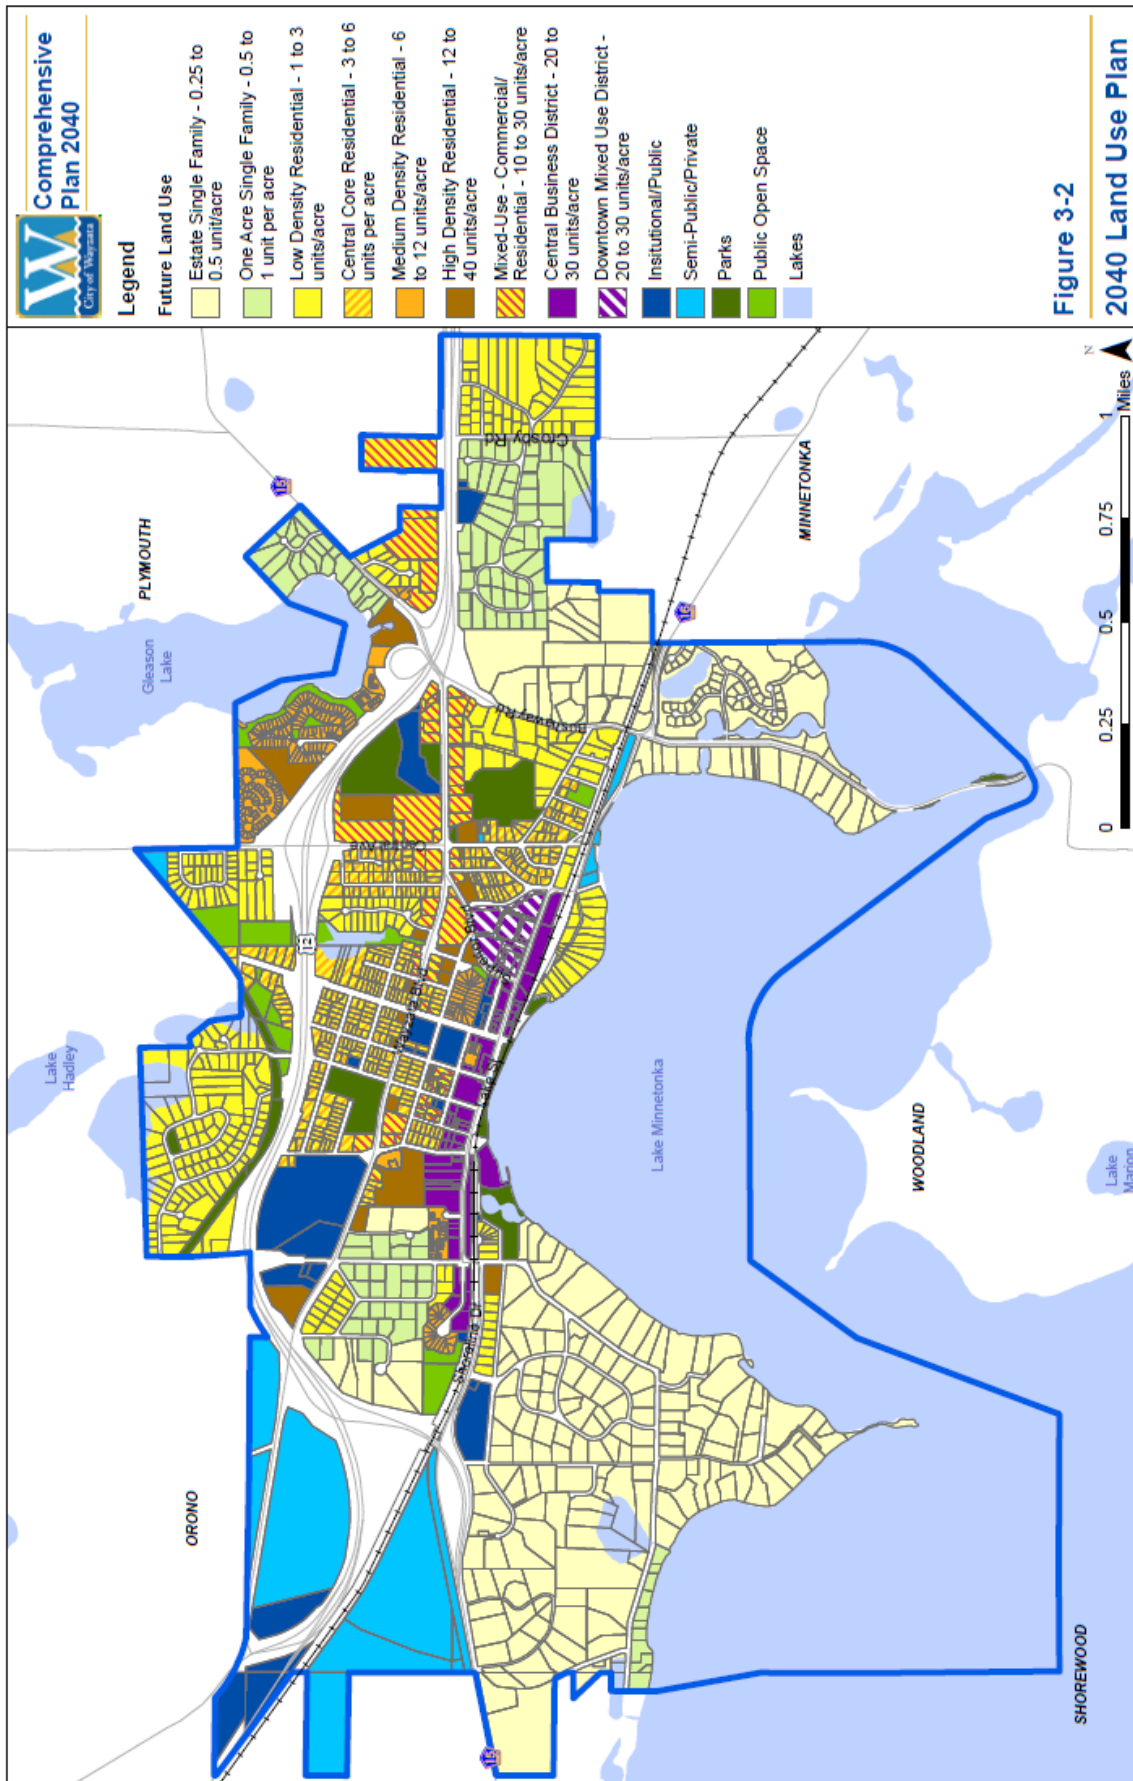 Comprehensive
Plan 2040
W
City of Wayzata
Legend
Future Land Use
Estate Single Family - 0.25 to
0.5 unit/acre
One Acre Single Family - 0.5 to
1 unit per acre
Low Density Residential - 1 to 3
units/acre
Central Core Residential - 3 to 6
units per acre
Medium Density Residential - 6
to 12 units/acre
High Density Residential - 12 to
40 units/acre
Mixed-Use - Commercial/
Residential - 10 to 30 units/acre
Central Business District - 20 to
30 units/acre
Downtown Mixed Use District -
20 to 30 units/acre
Insitutional/Public
Semi-Public/Private
Parks
Public Open Space
Lakes
Figure 3-2
2040 Land Use Plan
N
0 0.25 0.5 0.75 1
Miles
ORONO
PLYMOUTH
Lake
Hadley
Gleason
Lake
15
12
Central Ave
Wayzata Blvd
Superior Blvd
Lake St
Shoreline Dr
Bushaway Rd
Crosby Rd
15
16
MINNETONKA
Lake Minnetonka
WOODLAND
Lake
Marion
SHOREWOOD